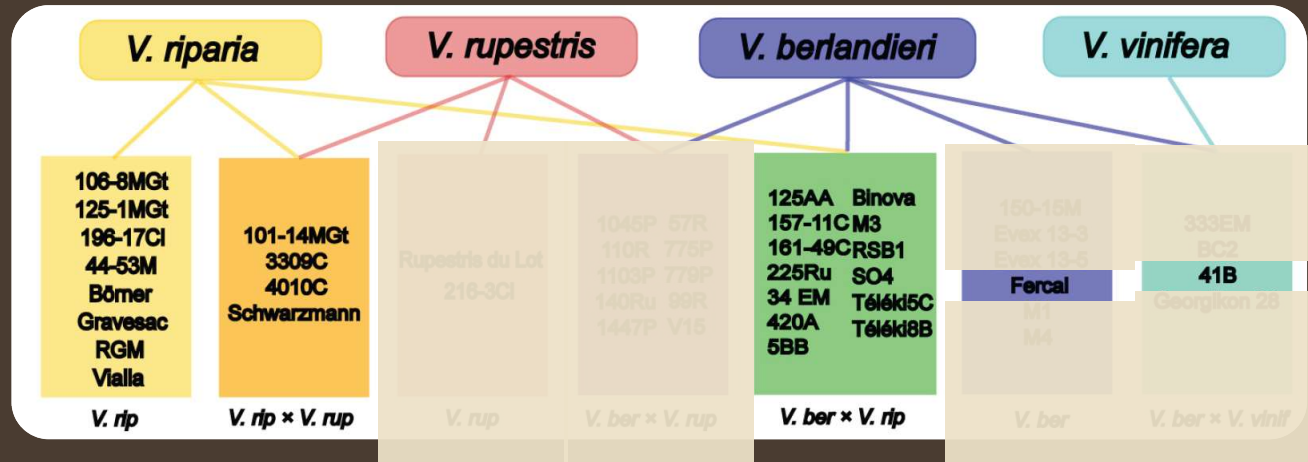 V. riparia
V. rupestris
V. berlandieri
V. vinifera
106-8MGt
125-1MGt
196-17Cl
44-53M
Börner
Gravesac
RGM
Vialla
V. rip
101-14MGt
3309C
4010C
Schwarzmann
V. rip × V. rup
Rupestris du Lot
216-3Cl
V. rup
1045P 57R
110R 775P
1103P 779P
140Ru 99R
1447P V15
V. ber × V. rup
125AA Binova
157-11C M3
161-49C RSB1
225Ru SO4
34 EM Téléki5C
420A Téléki8B
5BB
V. ber × V. rip
150-15M
Evex 13-3
Evex 13-5
Fercal
M1
M4
V. ber
333EM
BC2
41B
Georgikon 28
V. ber × V. vinif